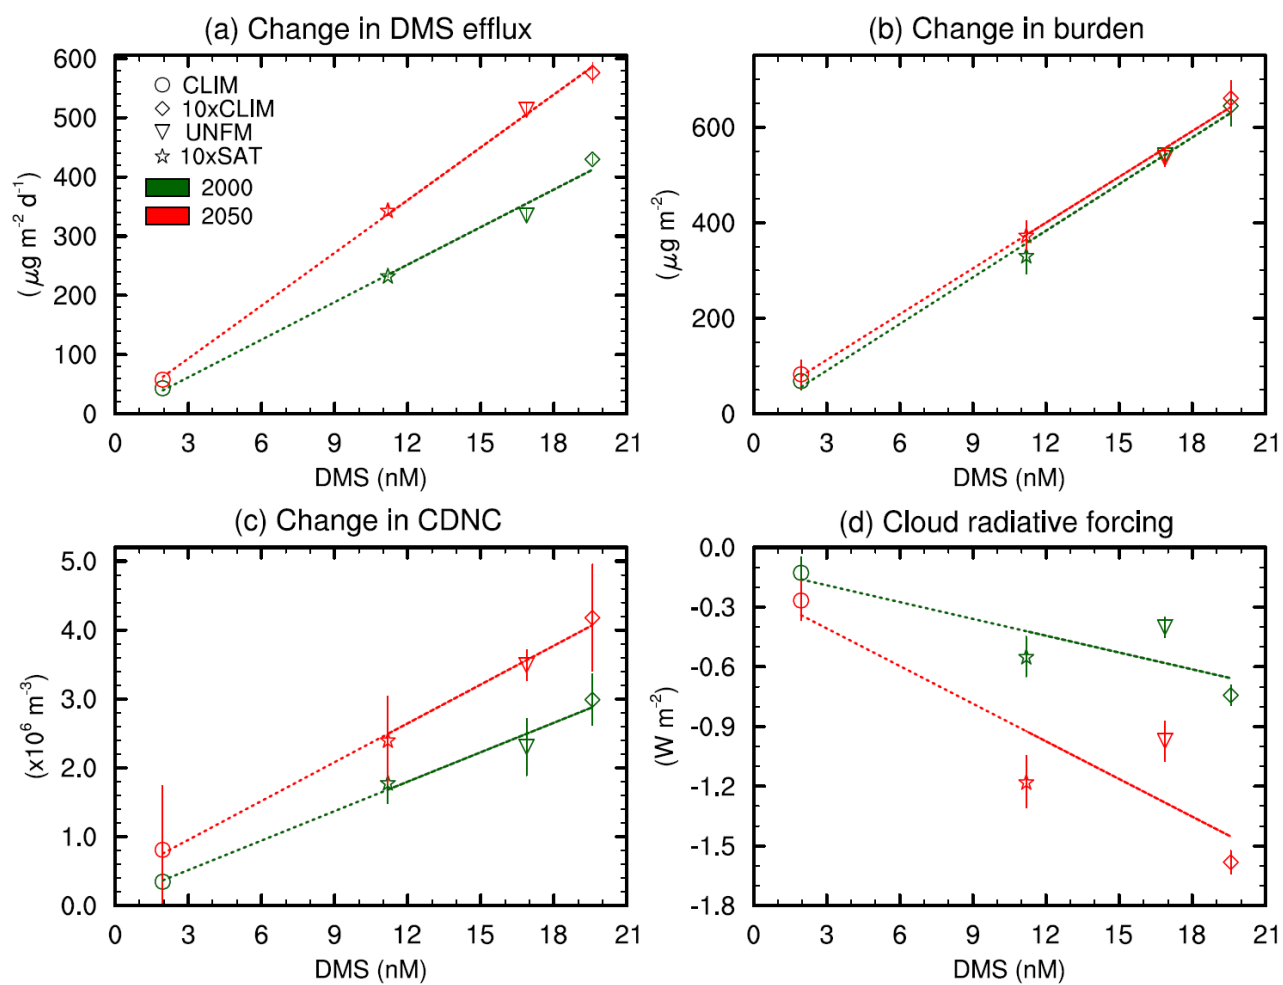 (a) Change in DMS efflux
600
500
400
300
200
100
0
(μg m⁻² d⁻¹)
CLIM
10xCLIM
UNFM
10xSAT
2000
2050
0 3 6 9 12 15 18 21
DMS (nM)
(b) Change in burden
600
400
200
0
(μg m⁻²)
0 3 6 9 12 15 18 21
DMS (nM)
(c) Change in CDNC
5.0
4.0
3.0
2.0
1.0
0.0
(x10⁶ m⁻³)
0 3 6 9 12 15 18 21
DMS (nM)
(d) Cloud radiative forcing
0.0
-0.3
-0.6
-0.9
-1.2
-1.5
-1.8
(W m⁻²)
0 3 6 9 12 15 18 21
DMS (nM)